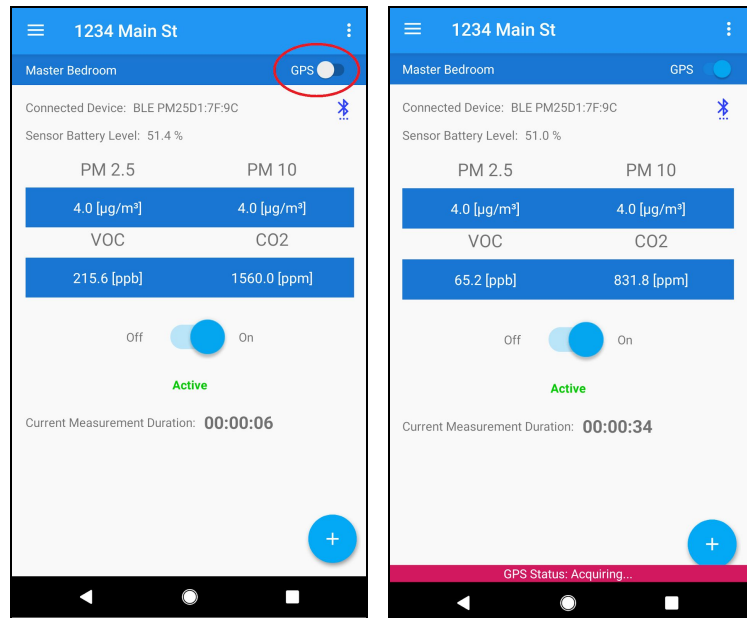 1234 Main St
Master Bedroom GPS
Connected Device: BLE PM25D1:7F:9C
Sensor Battery Level: 51.4 %
PM 2.5 PM 10
4.0 [µg/m³] 4.0 [µg/m³]
VOC CO2
215.6 [ppb] 1560.0 [ppm]
Off On
Active
Current Measurement Duration: 00:00:06
+
1234 Main St
Master Bedroom GPS
Connected Device: BLE PM25D1:7F:9C
Sensor Battery Level: 51.0 %
PM 2.5 PM 10
4.0 [µg/m³] 4.0 [µg/m³]
VOC CO2
65.2 [ppb] 831.8 [ppm]
Off On
Active
Current Measurement Duration: 00:00:34
+
GPS Status: Acquiring...